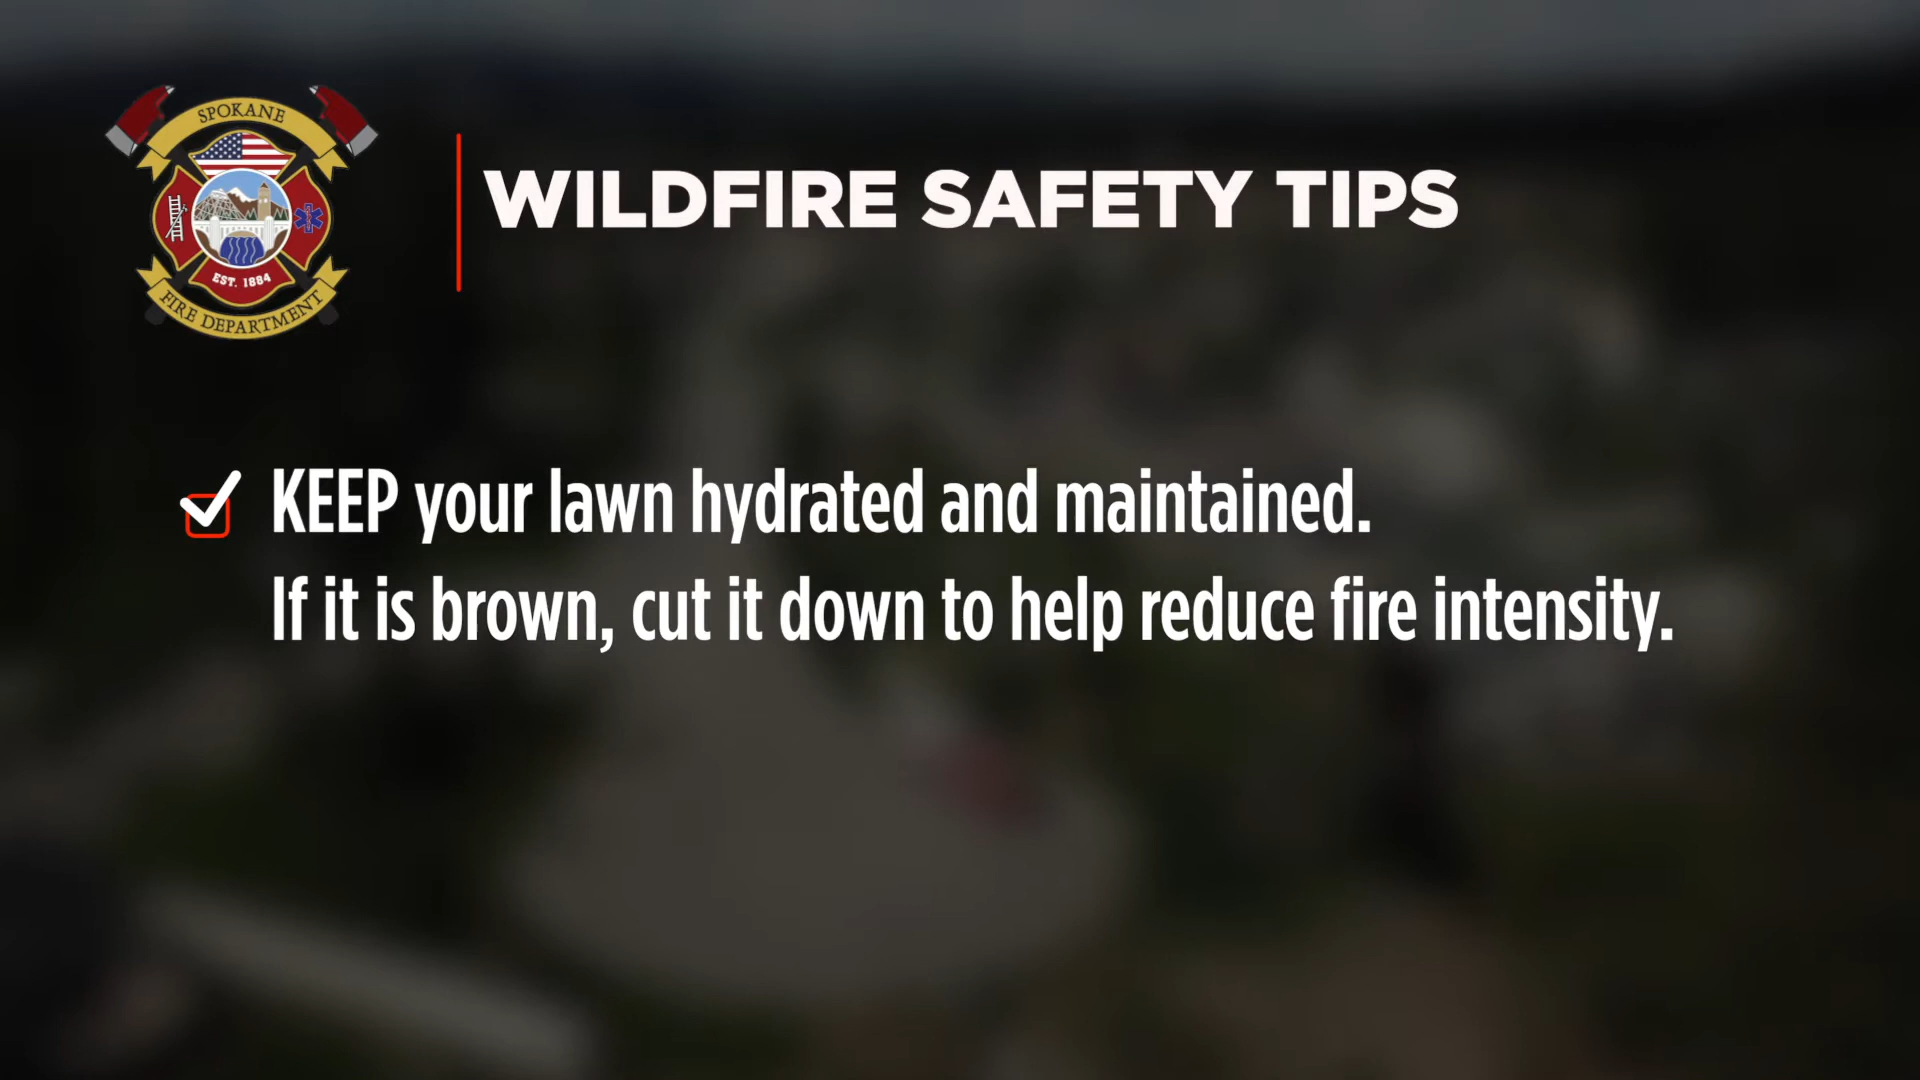 SPOKANE
EST. 1884
FIRE DEPARTMENT
WILDFIRE SAFETY TIPS
KEEP your lawn hydrated and maintained.
If it is brown, cut it down to help reduce fire intensity.